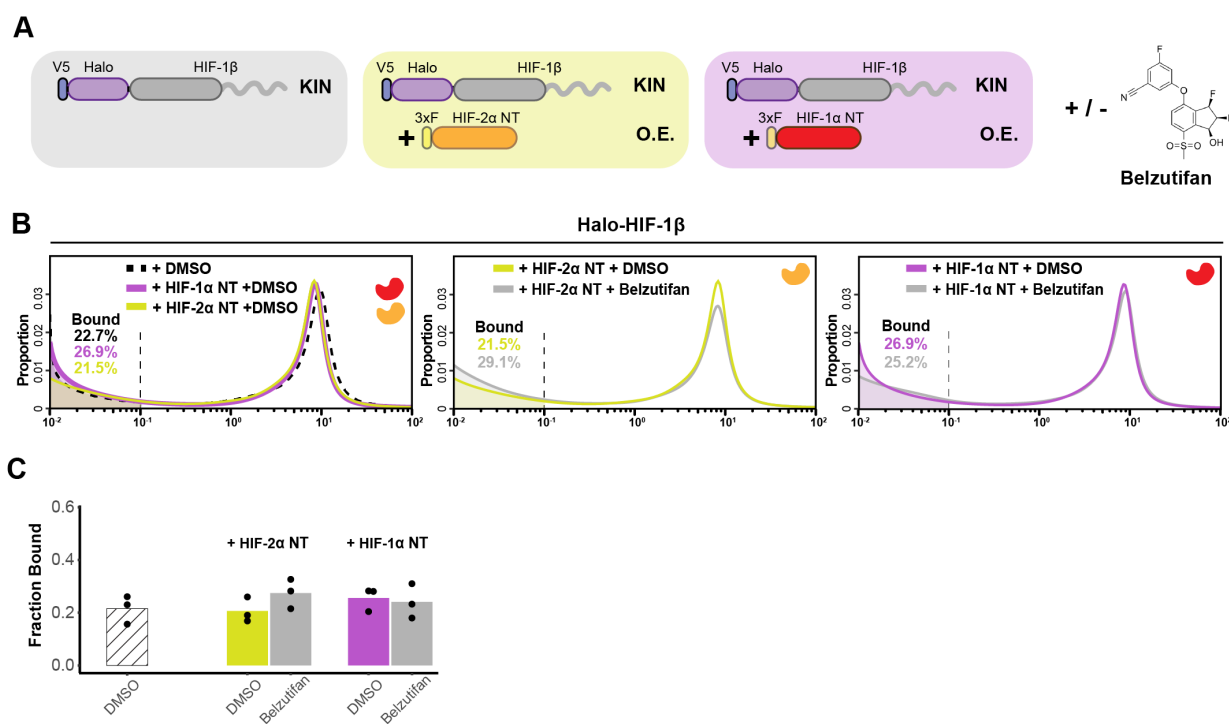 A
V5 Halo HIF-1β
KIN
V5 Halo HIF-1β
KIN
3xF HIF-2α NT
+
O.E.
V5 Halo HIF-1β
KIN
3xF HIF-1α NT
+
O.E.
+ / -
F
N
O
F
O=S=O
OH
Belzutifan
B
Halo-HIF-1β
+ DMSO
+ HIF-1α NT +DMSO
+ HIF-2α NT +DMSO
Bound
22.7%
26.9%
21.5%
Proportion
0.03
0.02
0.01
0
10⁻² 10⁻¹ 10⁰ 10¹ 10²
+ HIF-2α NT + DMSO
+ HIF-2α NT + Belzutifan
Bound
21.5%
29.1%
Proportion
0.03
0.02
0.01
0
10⁻² 10⁻¹ 10⁰ 10¹ 10²
+ HIF-1α NT + DMSO
+ HIF-1α NT + Belzutifan
Bound
26.9%
25.2%
Proportion
0.03
0.02
0.01
0
10⁻² 10⁻¹ 10⁰ 10¹
C
Fraction Bound
0.6
0.4
0.2
0.0
+ HIF-2α NT + HIF-1α NT
DMSO DMSO Belzutifan DMSO Belzutifan